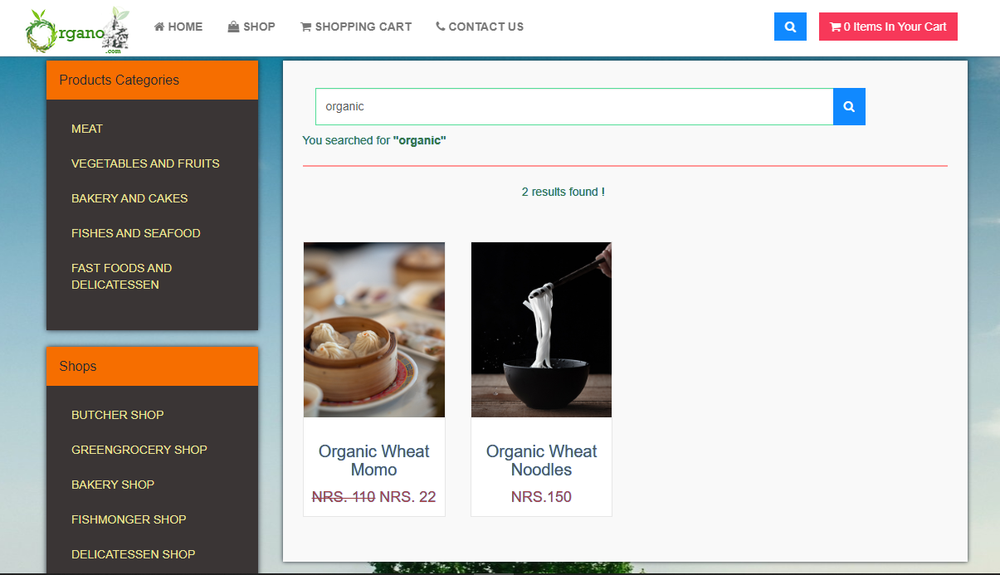 Organo
.com
HOME
SHOP
SHOPPING CART
CONTACT US
0 Items In Your Cart
Products Categories
MEAT
VEGETABLES AND FRUITS
BAKERY AND CAKES
FISHES AND SEAFOOD
FAST FOODS AND
DELICATESSEN
Shops
BUTCHER SHOP
GREENGROCERY SHOP
BAKERY SHOP
FISHMONGER SHOP
DELICATESSEN SHOP
organic
You searched for "organic"
2 results found !
Organic Wheat
Momo
NRS. 110 NRS. 22
Organic Wheat
Noodles
NRS.150